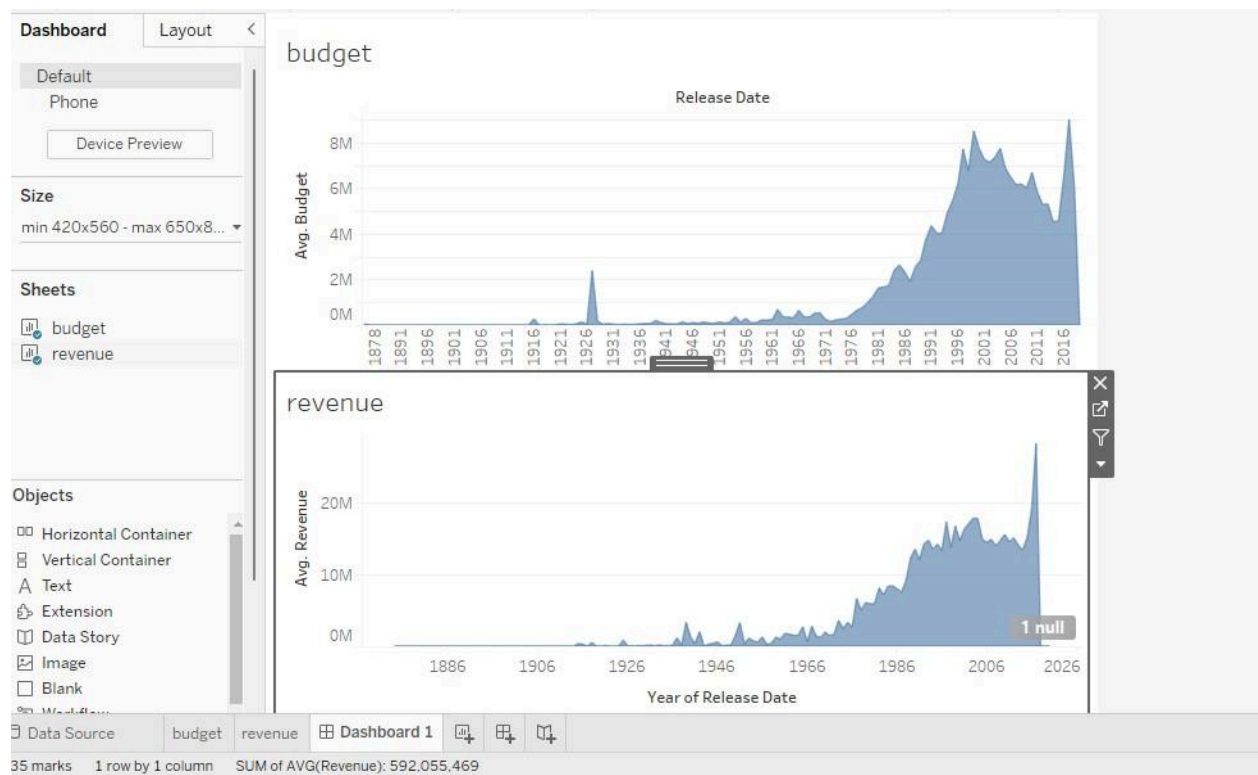 Dashboard Layout <
Default
Phone
Device Preview
Size
min 420x560 - max 650x8...
Sheets
budget
revenue
Objects
Horizontal Container
Vertical Container
A Text
Extension
Data Story
Image
Blank
budget
Release Date
Avg. Budget
8M
6M
4M
2M
0M
1878 1891 1896 1901 1906 1911 1916 1921 1926 1931 1936 1941 1946 1951 1956 1961 1966 1971 1976 1981 1986 1991 1996 2001 2006 2011 2016
revenue
Avg. Revenue
20M
10M
0M
1 null
1886 1906 1926 1946 1966 1986 2006 2026
Year of Release Date
Data Source budget revenue Dashboard 1
35 marks 1 row by 1 column SUM of AVG(Revenue): 592,055,469